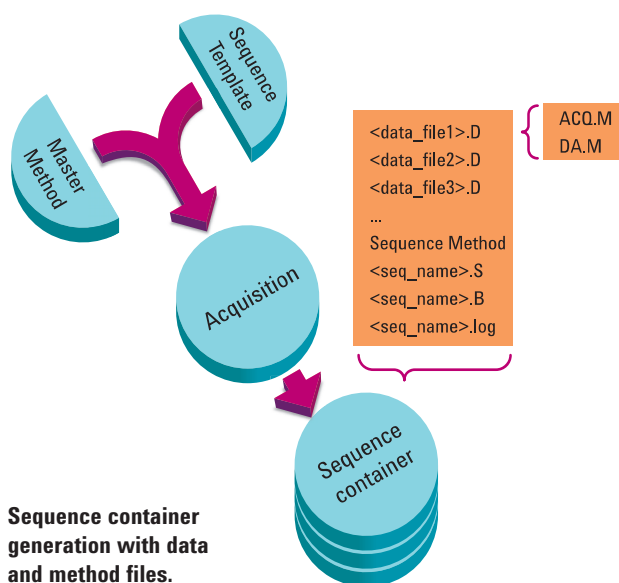 Sequence
Template
Master
Method
Acquisition
Sequence
container
<data_file1>.D
<data_file2>.D
<data_file3>.D
...
Sequence Method
<seq_name>.S
<seq_name>.B
<seq_name>.log
ACQ.M
DA.M
Sequence container
generation with data
and method files.